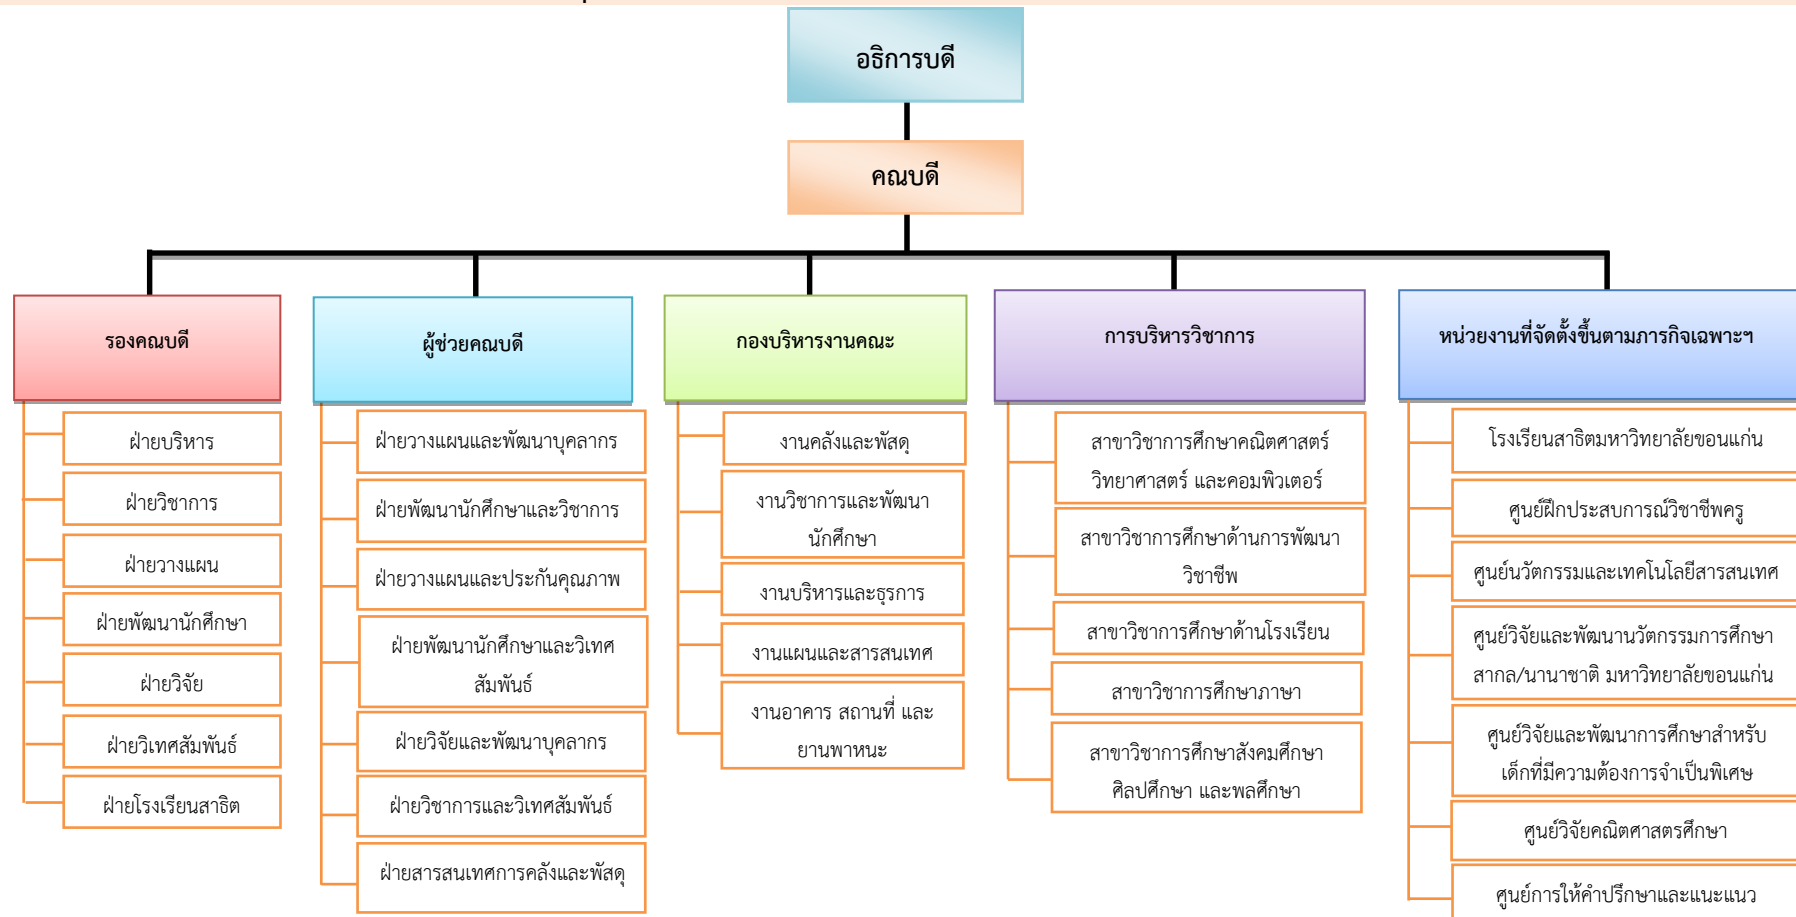 อธิการบดี
คณบดี
รองคณบดี
ฝ่ายบริหาร
ฝ่ายวิชาการ
ฝ่ายวางแผน
ฝ่ายพัฒนานักศึกษา
ฝ่ายวิจัย
ฝ่ายวิเทศสัมพันธ์
ฝ่ายโรงเรียนสาธิต
ผู้ช่วยคณบดี
ฝ่ายวางแผนและพัฒนาบุคลากร
ฝ่ายพัฒนานักศึกษาและวิชาการ
ฝ่ายวางแผนและประกันคุณภาพ
ฝ่ายพัฒนานักศึกษาและวิเทศ
สัมพันธ์
ฝ่ายวิจัยและพัฒนาบุคลากร
ฝ่ายวิชาการและวิเทศสัมพันธ์
ฝ่ายสารสนเทศการคลังและพัสดุ
กองบริหารงานคณะ
งานคลังและพัสดุ
งานวิชาการและพัฒนา
นักศึกษา
งานบริหารและธุรการ
งานแผนและสารสนเทศ
งานอาคาร สถานที่ และ
ยานพาหนะ
การบริหารวิชาการ
สาขาวิชาการศึกษาคณิตศาสตร์
วิทยาศาสตร์ และคอมพิวเตอร์
สาขาวิชาการศึกษาด้านการพัฒนา
วิชาชีพ
สาขาวิชาการศึกษาด้านโรงเรียน
สาขาวิชาการศึกษาภาษา
สาขาวิชาการศึกษาสังคมศึกษา
ศิลปศึกษา และพลศึกษา
หน่วยงานที่จัดตั้งขึ้นตามภารกิจเฉพาะฯ
โรงเรียนสาธิตมหาวิทยาลัยขอนแก่น
ศูนย์ฝึกประสบการณ์วิชาชีพครู
ศูนย์นวัตกรรมและเทคโนโลยีสารสนเทศ
ศูนย์วิจัยและพัฒนานวัตกรรมการศึกษา
สากล/นานาชาติ มหาวิทยาลัยขอนแก่น
ศูนย์วิจัยและพัฒนาการศึกษาสำหรับ
เด็กที่มีความต้องการจำเป็นพิเศษ
ศูนย์วิจัยคณิตศาสตรศึกษา
ศูนย์การให้คำปรึกษาและแนะแนว